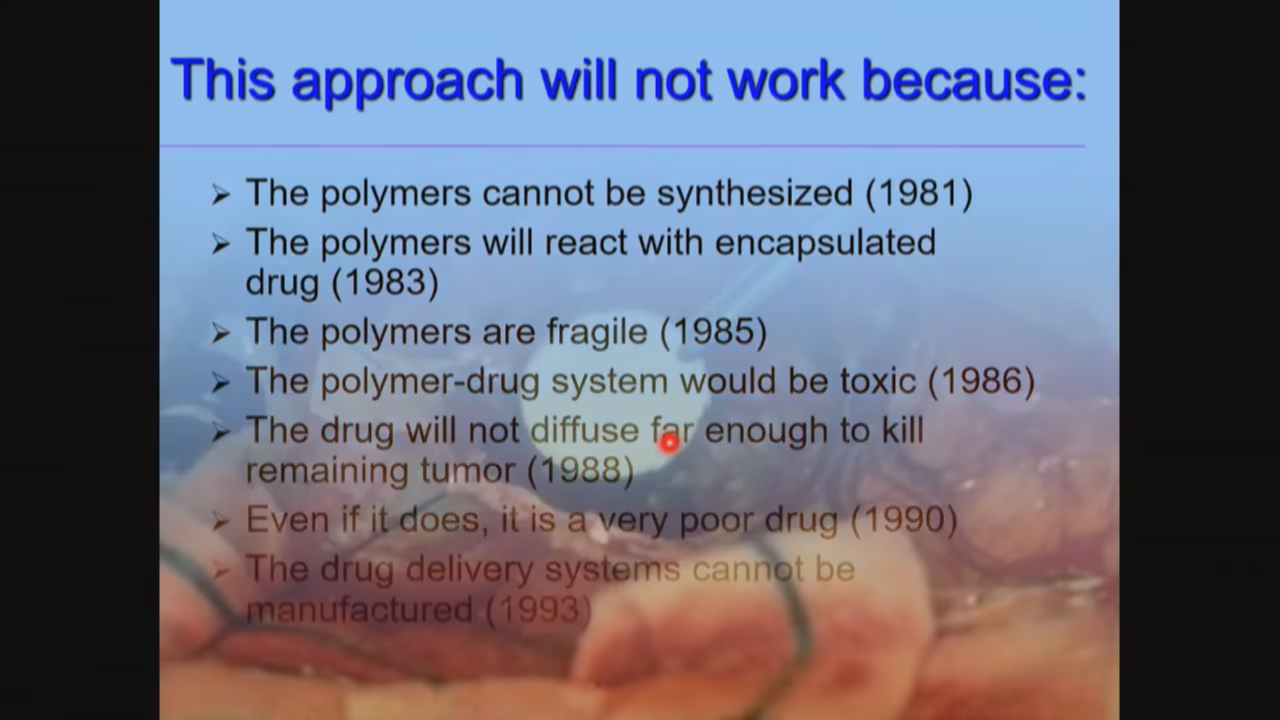 This approach will not work because:
The polymers cannot be synthesized (1981)
The polymers will react with encapsulated
drug (1983)
The polymers are fragile (1985)
The polymer-drug system would be toxic (1986)
The drug will not diffuse far enough to kill
remaining tumor (1988)
Even if it does, it is a very poor drug (1990)
The drug delivery systems cannot be
manufactured (1993)